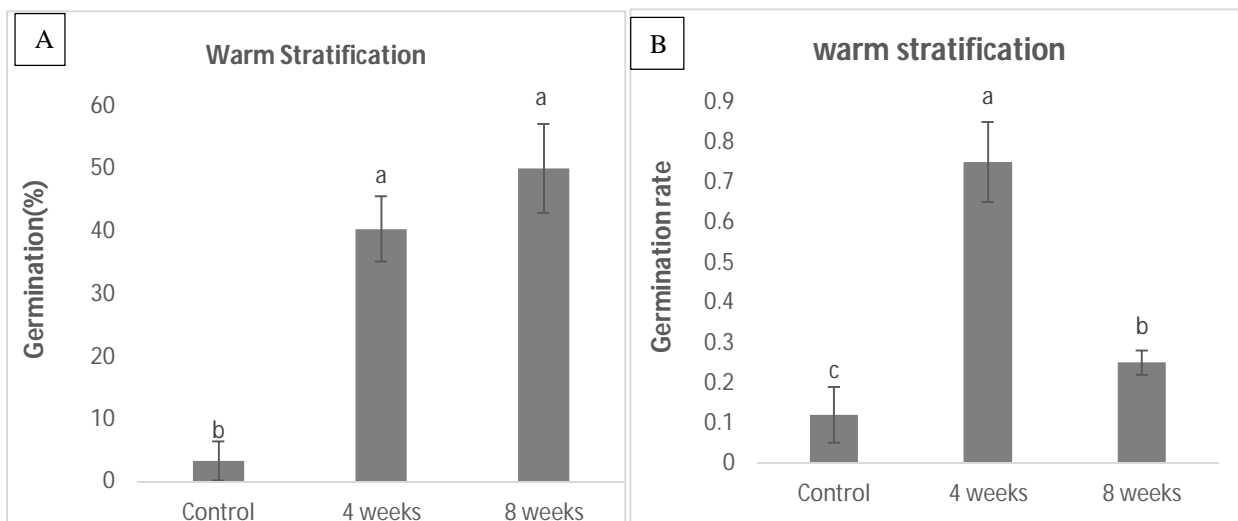 A
Warm Stratification
Germination(%)
60
50
40
30
20
10
0
b
a
a
Control 4 weeks 8 weeks
B
warm stratification
Germination rate
0.9
0.8
0.7
0.6
0.5
0.4
0.3
0.2
0.1
0
c
a
b
Control 4 weeks 8 weeks